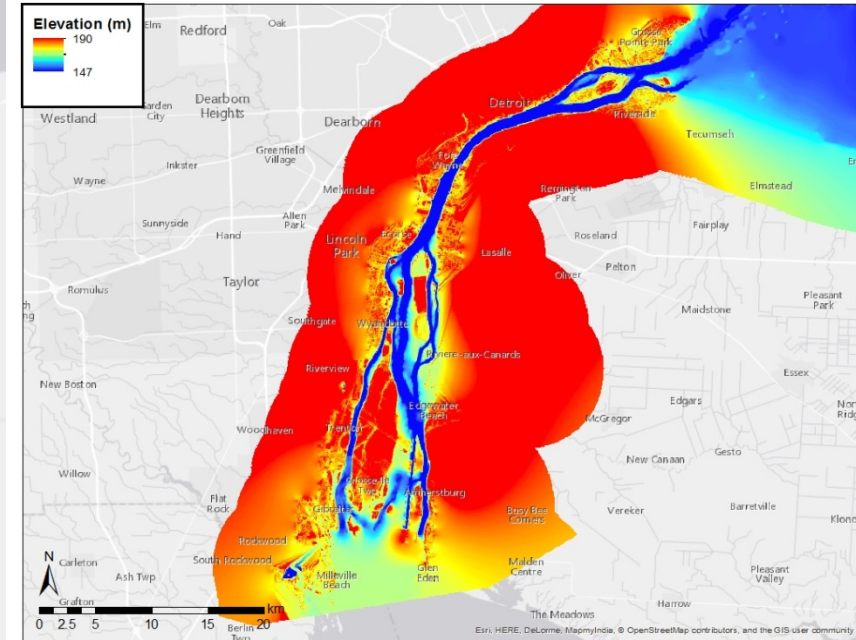 Elevation (m)
190
147
Elm
Redford
Oak
Grosse
Pointe Park
Garden
City
Dearborn
Heights
Westland
Dearborn
Detroit
Riverside
Tecumseh
Greenfield
Village
Inkster
Fort
Wayne
Wayne
Melvindale
Remington
Park
Elmstead
Allen
Park
Sunnyside
Hand
Ecorse
Lincoln
Park
Roseland
Fairplay
Lasalle
Pelton
Oliver
Romulus
Taylor
Pleasant
Park
Maidstone
Southgate
Wyandotte
Riverview
Riviere-aux-Canards
Essex
New Boston
Edgewater
Beach
Edgars
McGregor
Woodhaven
Trenton
Gesto
New Canaan
Willow
Grosse Ile
Twp
Amherstburg
Flat
Rock
Gibraltar
Busy Bee
Corners
Vereker
Barretville
Rockwood
South Rockwood
N
Carleton
Ash Twp
Milleville
Beach
Glen
Eden
Malden
Centre
Pleasant
Valley
Grafton
Harrow
0 2.5 5 10 15 20 km
Berlin
Twp
The Meadows
Esri, HERE, DeLorme, MapmyIndia, © OpenStreetMap contributors, and the GIS user community